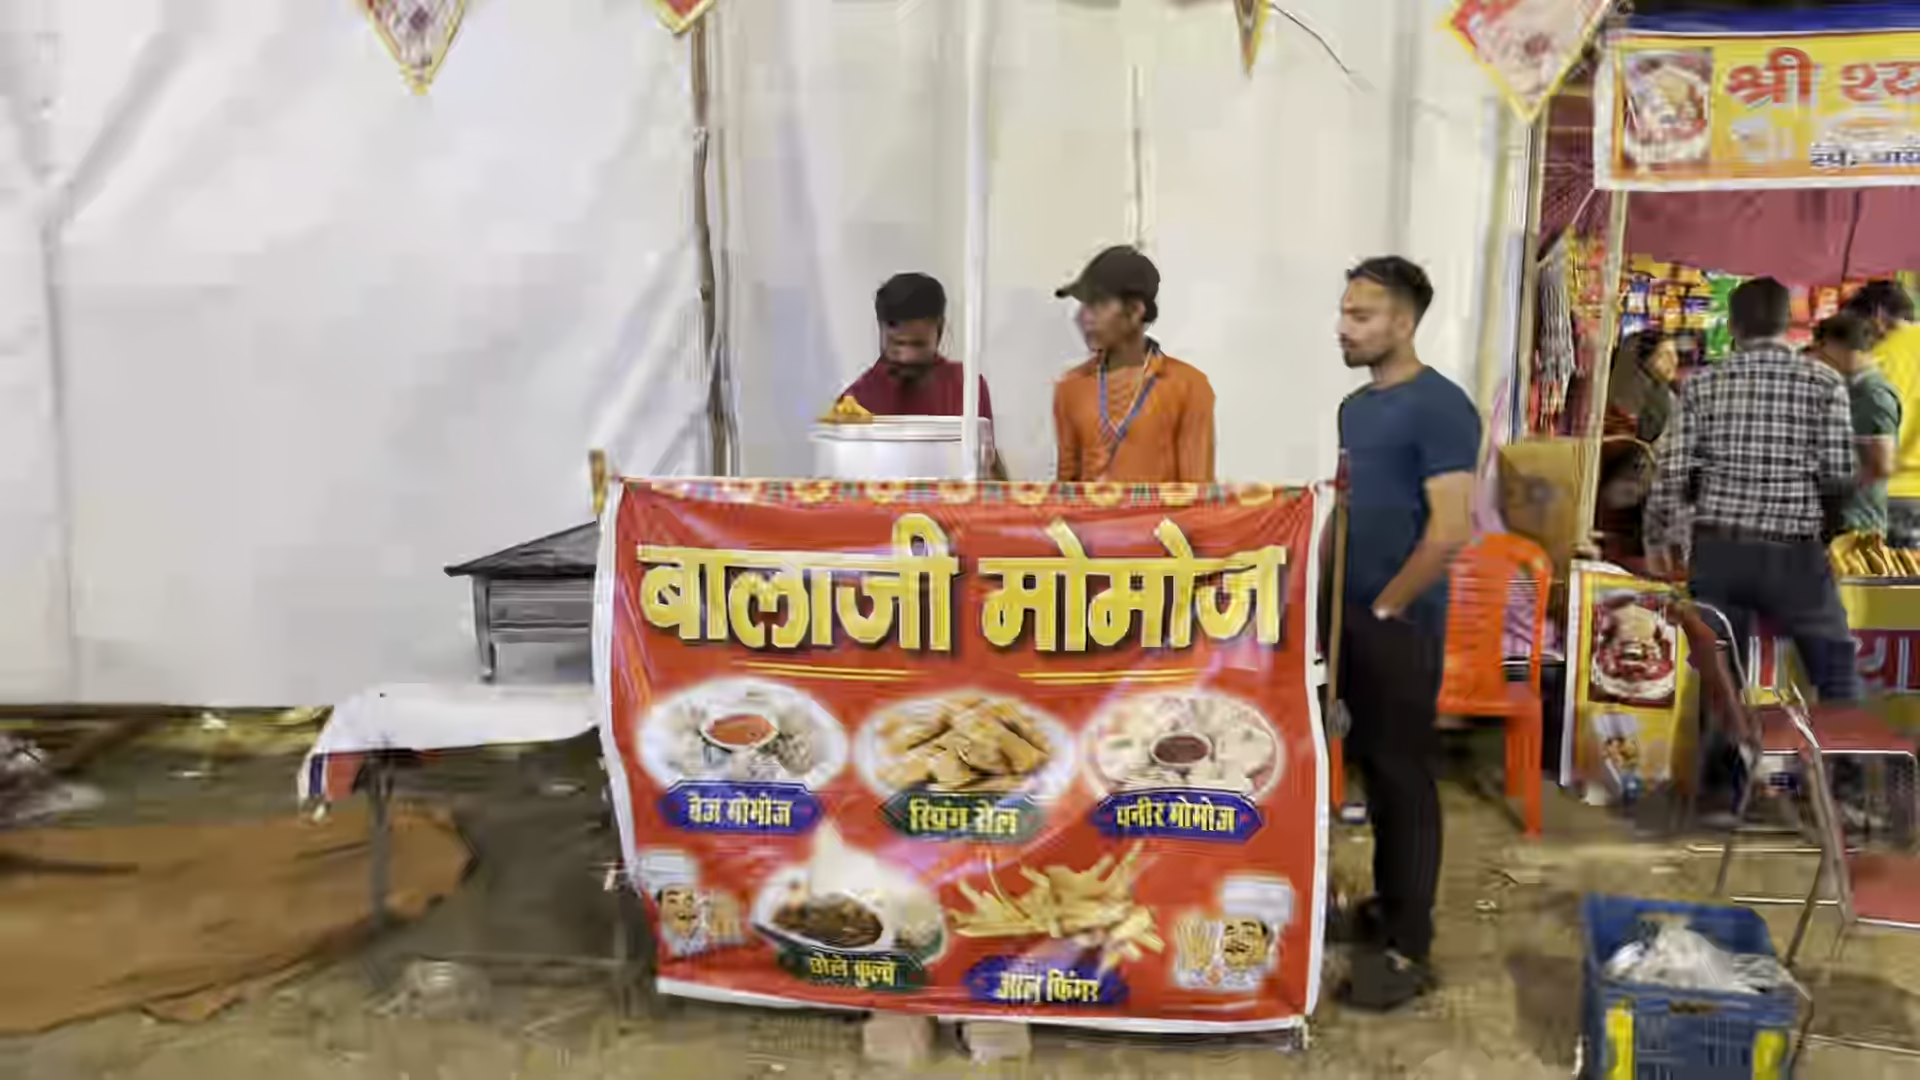 बालाजी मोमोज
वेज मोमोज
स्प्रिंग रोल
पनीर मोमोज
छोले कुल्चे
आलू फिंगर
श्री श्य